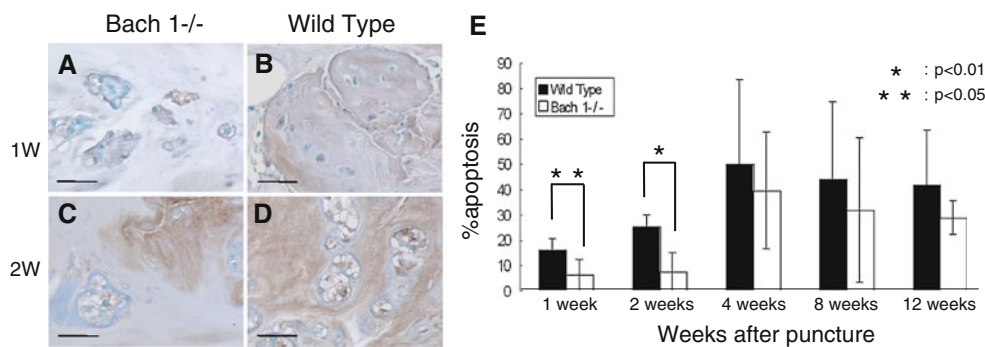 Bach 1-/-
Wild Type
A
B
1W
C
D
2W
E
%apoptosis
90
80
70
60
50
40
30
20
10
0
Wild Type
Bach 1-/-
* : p<0.01
* * : p<0.05
* *
*
1 week
2 weeks
4 weeks
8 weeks
12 weeks
Weeks after puncture